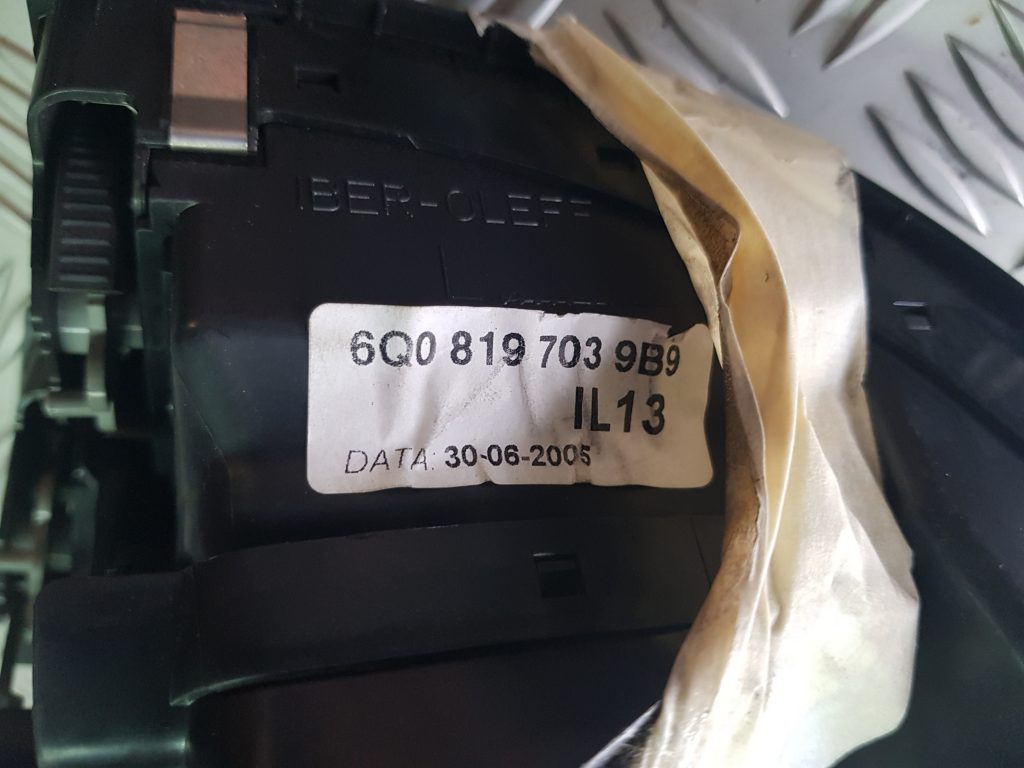 IBER-OLEFF
6Q0 819 703 9B9
IL13
DATA: 30-06-2005